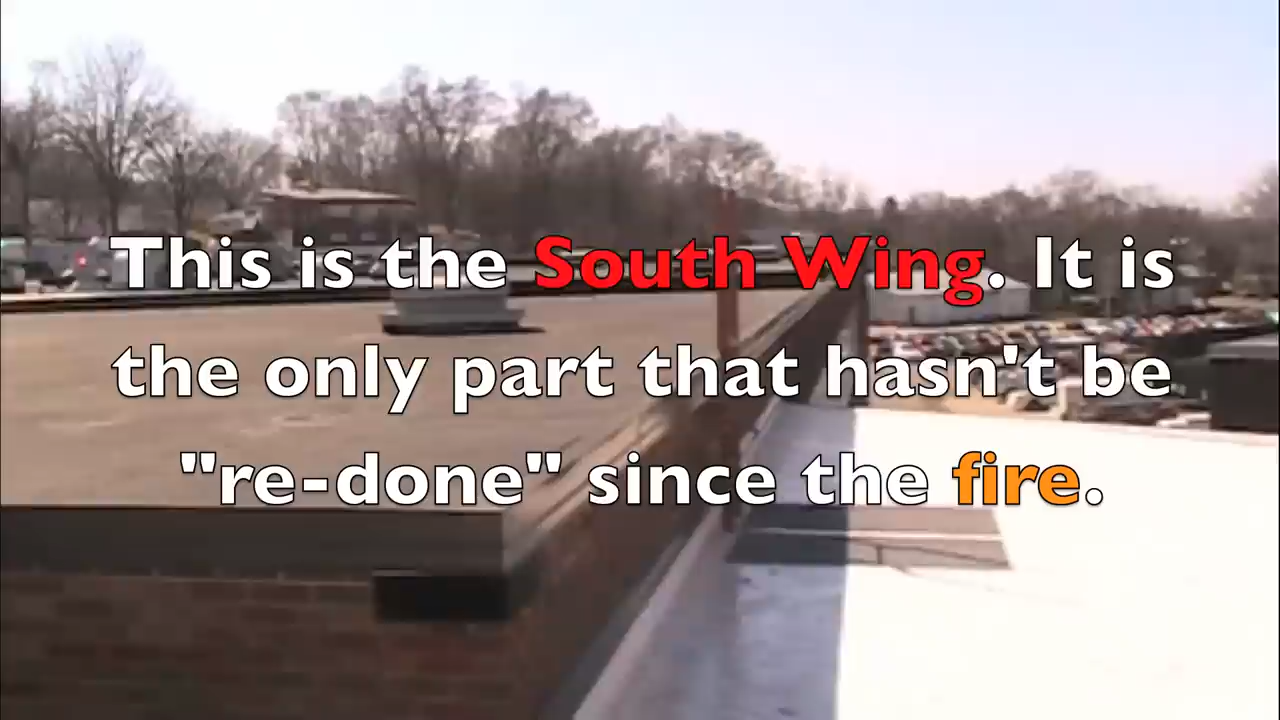 This is the South Wing. It is
the only part that hasn't be
"re-done" since the fire.